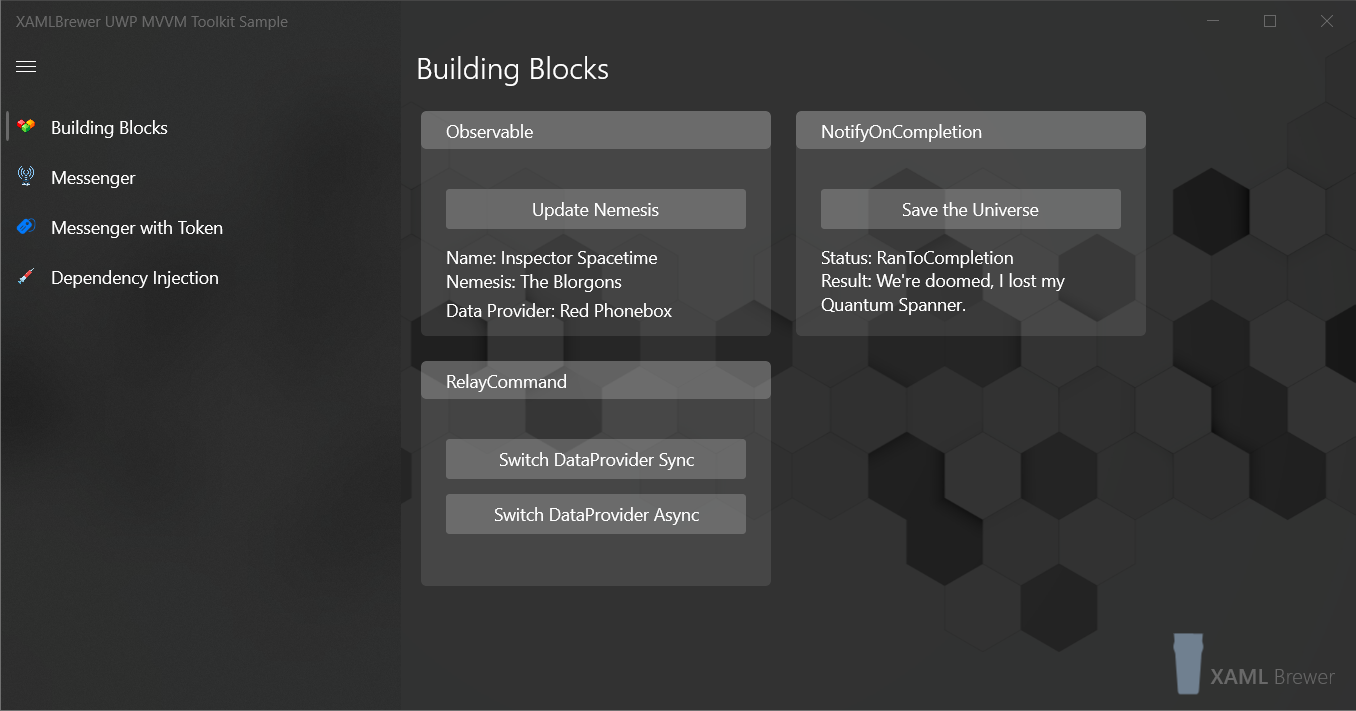 XAMLBrewer UWP MVVM Toolkit Sample
Building Blocks
Messenger
Messenger with Token
Dependency Injection
Building Blocks
Observable
Update Nemesis
Name: Inspector Spacetime
Nemesis: The Blorgons
Data Provider: Red Phonebox
NotifyOnCompletion
Save the Universe
Status: RanToCompletion
Result: We're doomed, I lost my
Quantum Spanner.
RelayCommand
Switch DataProvider Sync
Switch DataProvider Async
XAML Brewer